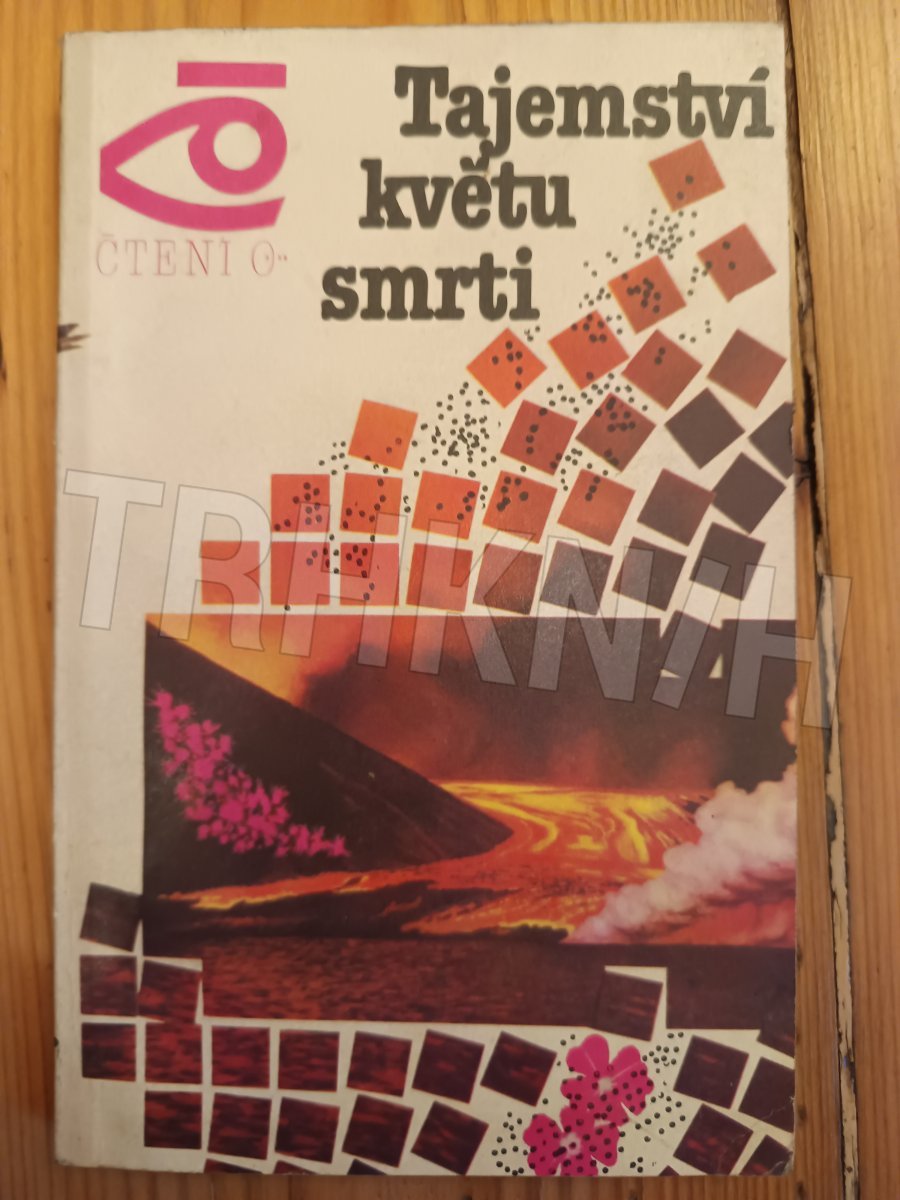 Tajemství
květu
smrti
ČTENÍ O··
TRHKNIH